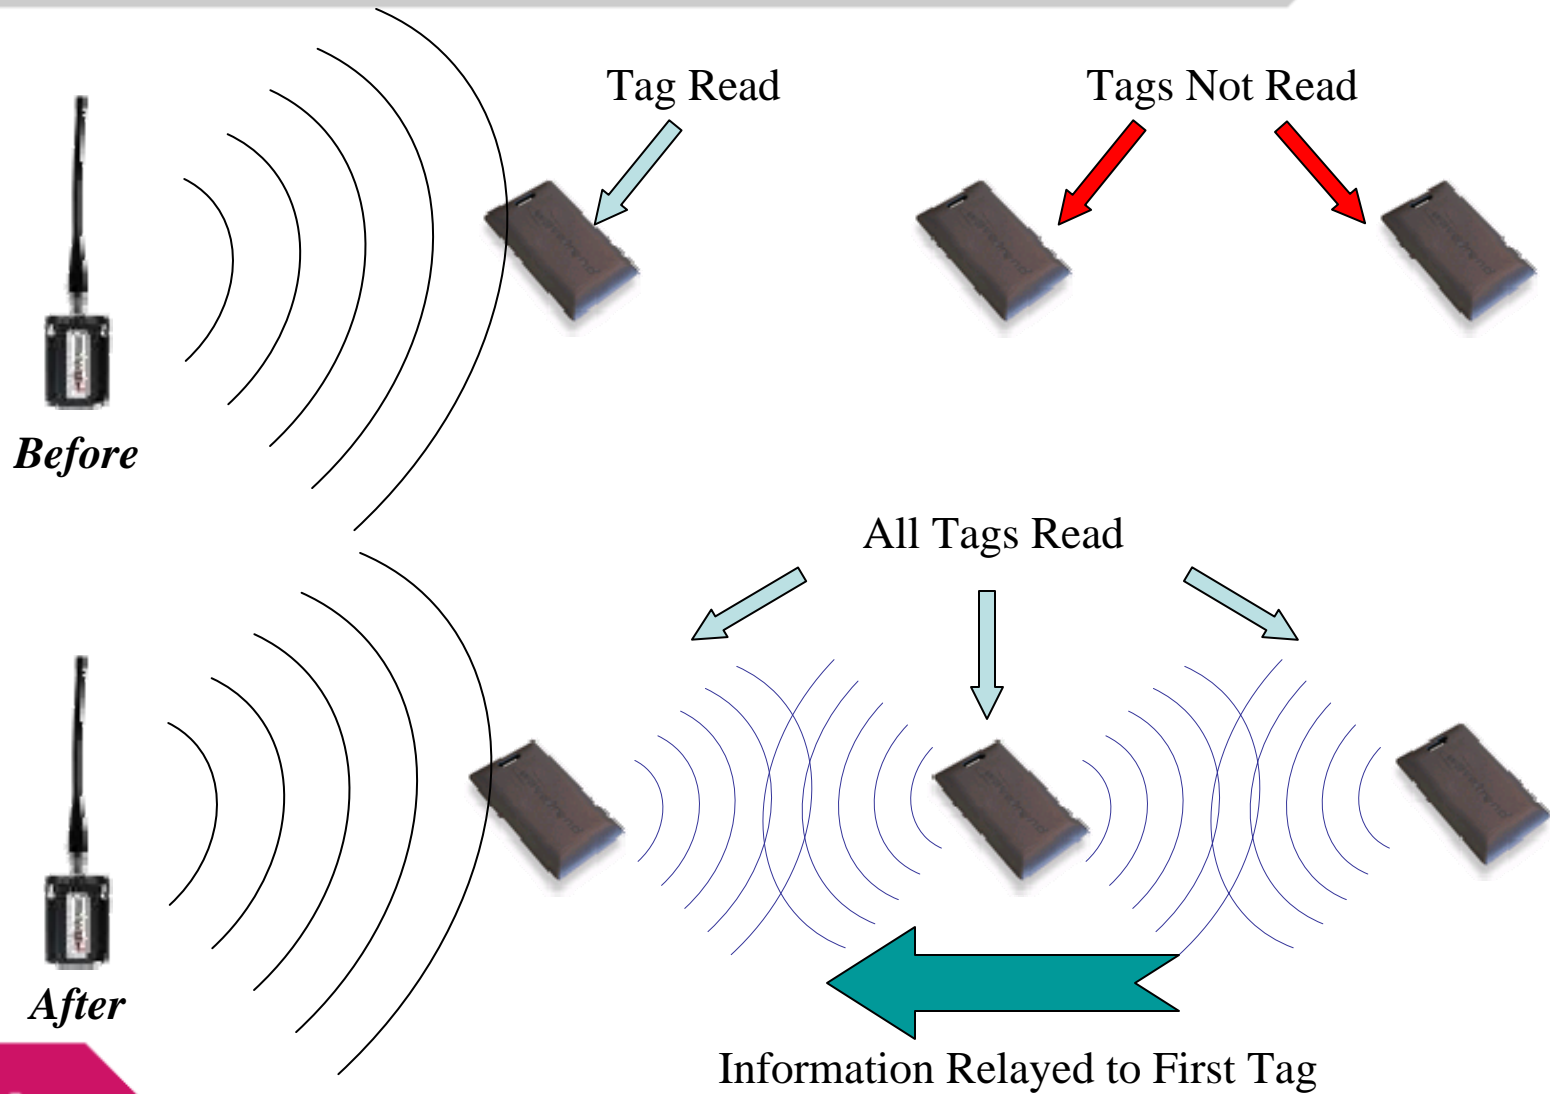 Tag Read
Tags Not Read
Before
All Tags Read
After
Information Relayed to First Tag